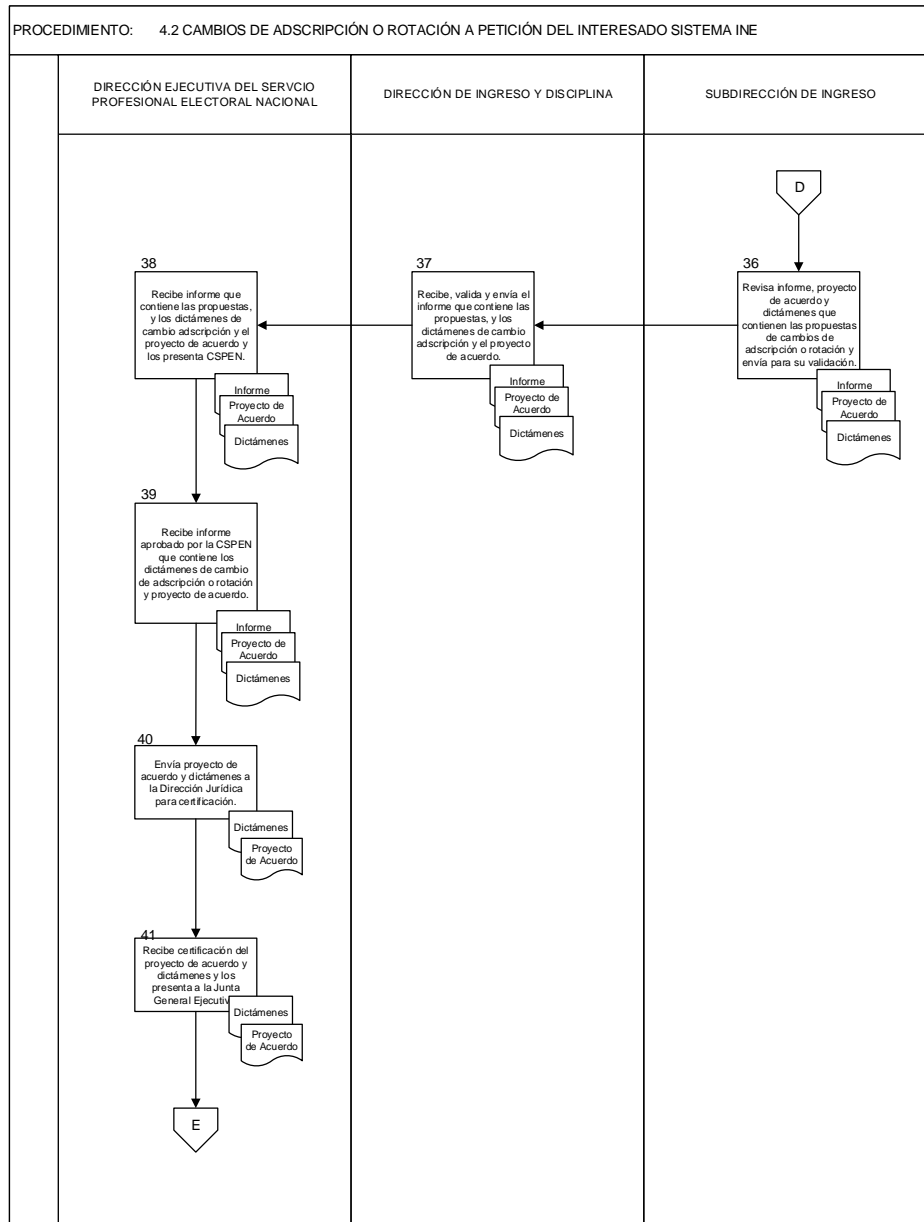 PROCEDIMIENTO: 4.2 CAMBIOS DE ADSCRIPCIÓN O ROTACIÓN A PETICIÓN DEL INTERESADO SISTEMA INE
DIRECCIÓN EJECUTIVA DEL SERVCIO
PROFESIONAL ELECTORAL NACIONAL
DIRECCIÓN DE INGRESO Y DISCIPLINA
SUBDIRECCIÓN DE INGRESO
D
36
Revisa informe, proyecto
de acuerdo y
dictámenes que
contienen las propuestas
de cambios de
adscripción o rotación y
envía para su validación.
Informe
Proyecto de
Acuerdo
Dictámenes
37
Recibe, valida y envía el
informe que contiene las
propuestas, y los
dictámenes de cambio
adscripción y el proyecto
de acuerdo.
Informe
Proyecto de
Acuerdo
Dictámenes
38
Recibe informe que
contiene las propuestas,
y los dictámenes de
cambio adscripción y el
proyecto de acuerdo y
los presenta CSPEN.
Informe
Proyecto de
Acuerdo
Dictámenes
39
Recibe informe
aprobado por la CSPEN
que contiene los
dictámenes de cambio
de adscripción o rotación
y proyecto de acuerdo.
Informe
Proyecto de
Acuerdo
Dictámenes
40
Envía proyecto de
acuerdo y dictámenes a
la Dirección Jurídica
para certificación.
Dictámenes
Proyecto
de Acuerdo
41
Recibe certificación del
proyecto de acuerdo y
dictámenes y los
presenta a la Junta
General Ejecutiv
Dictámenes
Proyecto
de Acuerdo
E